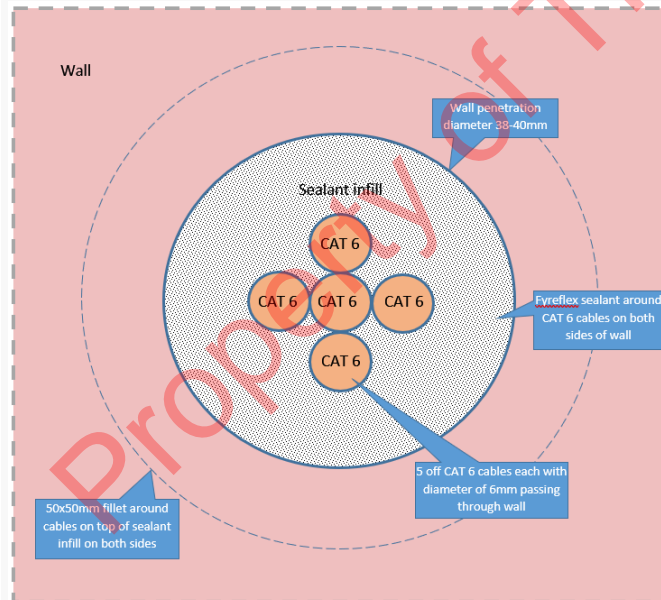 Wall
Wall penetration
diameter 38-40mm
Sealant infill
CAT 6
CAT 6 CAT 6 CAT 6
CAT 6
Fyreflex sealant around
CAT 6 cables on both
sides of wall
5 off CAT 6 cables each with
diameter of 6mm passing
through wall
50x50mm fillet around
cables on top of sealant
infill on both sides
Property of T